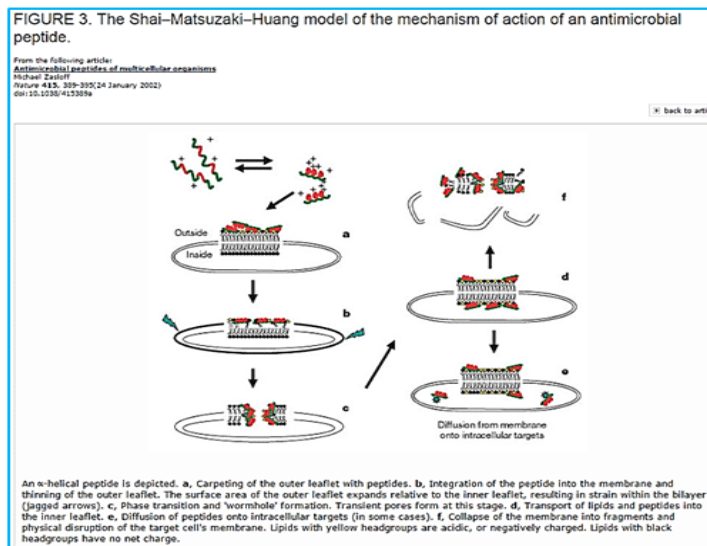 FIGURE 3. The Shai–Matsuzaki–Huang model of the mechanism of action of an antimicrobial
peptide.
From the following article:
Antimicrobial peptides of multicellular organisms
Michael Zasloff
Nature 415, 389-395(24 January 2002)
doi:10.1038/415389a
back to arti
Outside
Inside
a
b
c
f
d
e
Diffusion from membrane
onto intracellular targets
An α-helical peptide is depicted. a, Carpeting of the outer leaflet with peptides. b, Integration of the peptide into the membrane and
thinning of the outer leaflet. The surface area of the outer leaflet expands relative to the inner leaflet, resulting in strain within the bilayer
(jagged arrows). c, Phase transition and 'wormhole' formation. Transient pores form at this stage. d, Transport of lipids and peptides into
the inner leaflet. e, Diffusion of peptides onto intracellular targets (in some cases). f, Collapse of the membrane into fragments and
physical disruption of the target cell's membrane. Lipids with yellow headgroups are acidic, or negatively charged. Lipids with black
headgroups have no net charge.